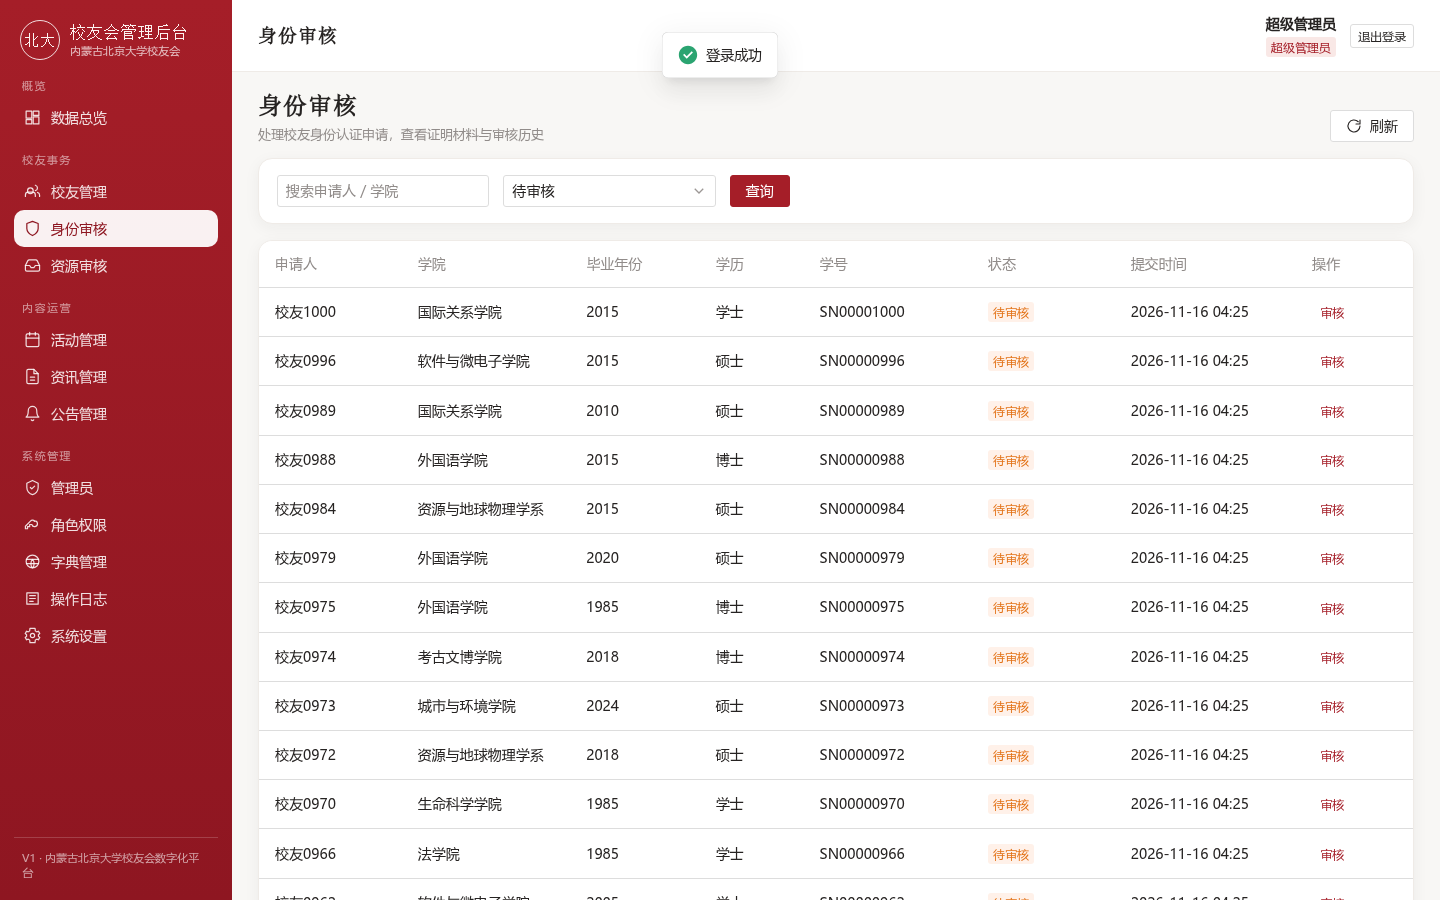 北大
校友会管理后台
内蒙古北京大学校友会
概览
数据总览
校友事务
校友管理
身份审核
资源审核
内容运营
活动管理
资讯管理
公告管理
系统管理
管理员
角色权限
字典管理
操作日志
系统设置
V1 · 内蒙古北京大学校友会数字化平
台
身份审核
登录成功
超级管理员
超级管理员
退出登录
身份审核
处理校友身份认证申请，查看证明材料与审核历史
刷新
搜索申请人 / 学院
待审核
查询
申请人 学院 毕业年份 学历 学号 状态 提交时间 操作
校友1000 国际关系学院 2015 学士 SN00001000 待审核 2026-11-16 04:25 审核
校友0996 软件与微电子学院 2015 硕士 SN00000996 待审核 2026-11-16 04:25 审核
校友0989 国际关系学院 2010 硕士 SN00000989 待审核 2026-11-16 04:25 审核
校友0988 外国语学院 2015 博士 SN00000988 待审核 2026-11-16 04:25 审核
校友0984 资源与地球物理学系 2015 硕士 SN00000984 待审核 2026-11-16 04:25 审核
校友0979 外国语学院 2020 硕士 SN00000979 待审核 2026-11-16 04:25 审核
校友0975 外国语学院 1985 博士 SN00000975 待审核 2026-11-16 04:25 审核
校友0974 考古文博学院 2018 博士 SN00000974 待审核 2026-11-16 04:25 审核
校友0973 城市与环境学院 2024 硕士 SN00000973 待审核 2026-11-16 04:25 审核
校友0972 资源与地球物理学系 2018 硕士 SN00000972 待审核 2026-11-16 04:25 审核
校友0970 生命科学学院 1985 学士 SN00000970 待审核 2026-11-16 04:25 审核
校友0966 法学院 1985 学士 SN00000966 待审核 2026-11-16 04:25 审核